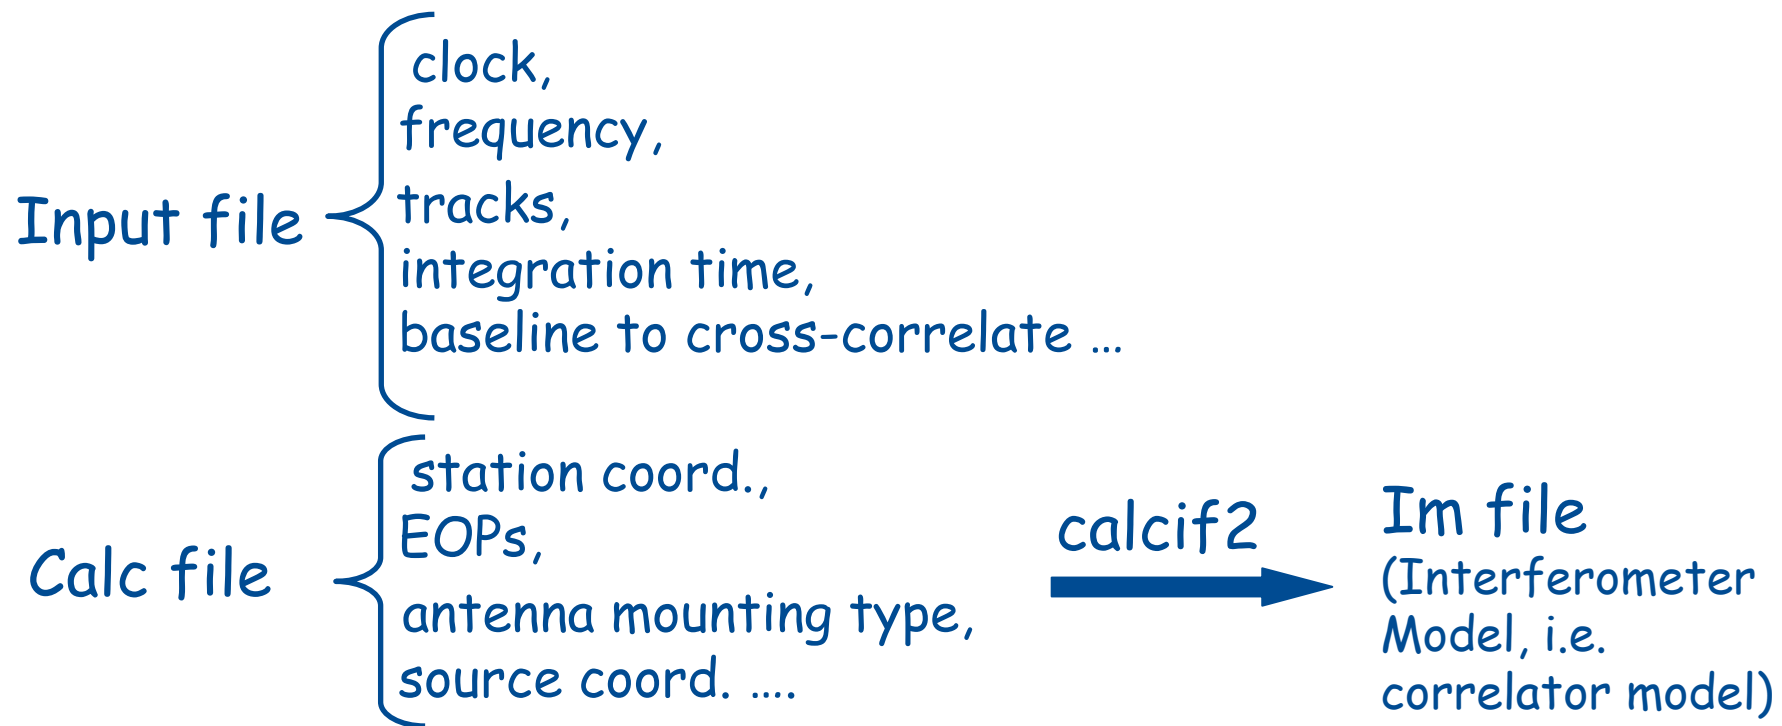 Input file
clock,
frequency,
tracks,
integration time,
baseline to cross-correlate ...
Calc file
station coord.,
EOPs,
antenna mounting type,
source coord. ....
calcif2
Im file
(Interferometer
Model, i.e.
correlator model)